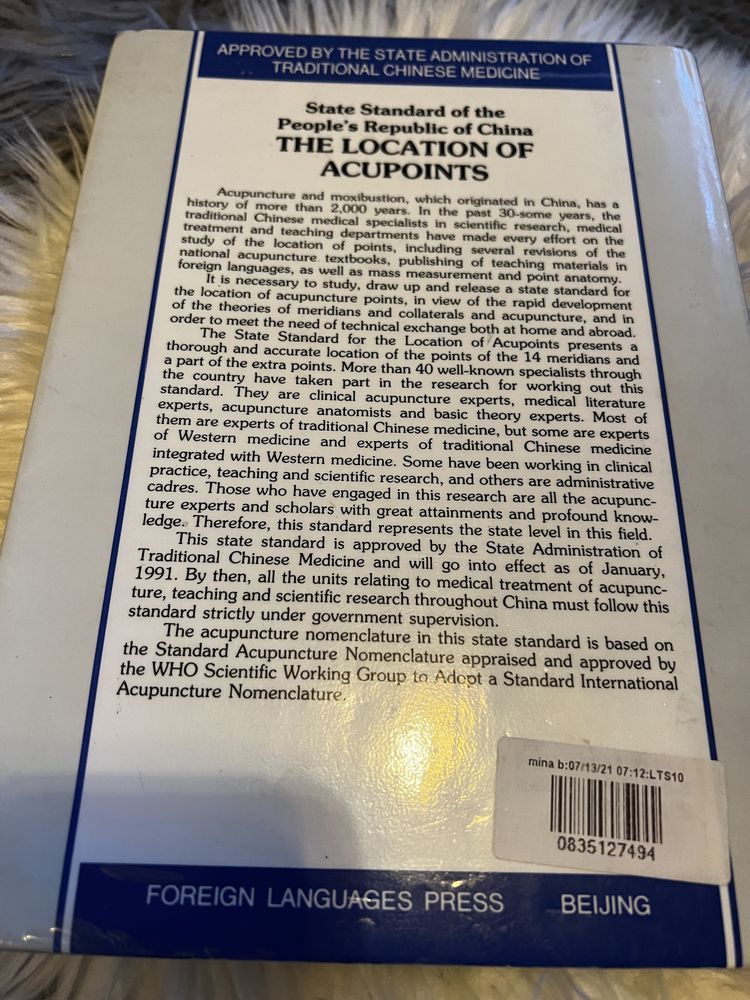 APPROVED BY THE STATE ADMINISTRATION OF
TRADITIONAL CHINESE MEDICINE
State Standard of the
People's Republic of China
THE LOCATION OF
ACUPOINTS
Acupuncture and moxibustion, which originated in China, has a
history of more than 2,000 years. In the past 30-some years, the
traditional Chinese medical specialists in scientific research, medical
treatment and teaching departments have made every effort on the
study of the location of points, including several revisions of the
national acupuncture textbooks, publishing of teaching materials in
foreign languages, as well as mass measurement and point anatomy.
It is necessary to study, draw up and release a state standard for
the location of acupuncture points, in view of the rapid development
of the theories of meridians and collaterals and acupuncture, and in
order to meet the need of technical exchange both at home and abroad.
The State Standard for the Location of Acupoints presents a
thorough and accurate location of the points of the 14 meridians and
a part of the extra points. More than 40 well-known specialists through
the country have taken part in the research for working out this
standard. They are clinical acupuncture experts, medical literature
experts, acupuncture anatomists and basic theory experts. Most of
them are experts of traditional Chinese medicine, but some are experts
of Western medicine and experts of traditional Chinese medicine
integrated with Western medicine. Some have been working in clinical
practice, teaching and scientific research, and others are administrative
cadres. Those who have engaged in this research are all the acupunc-
ture experts and scholars with great attainments and profound know-
ledge. Therefore, this standard represents the state level in this field.
This state standard is approved by the State Administration of
Traditional Chinese Medicine and will go into effect as of January,
1991. By then, all the units relating to medical treatment of acupunc-
ture, teaching and scientific research throughout China must follow this
standard strictly under government supervision.
The acupuncture nomenclature in this state standard is based on
the Standard Acupuncture Nomenclature appraised and approved by
the WHO Scientific Working Group to Adopt a Standard International
Acupuncture Nomenclature.
mina b:07/13/21 07:12:LTS10
0835127494
FOREIGN LANGUAGES PRESS BEIJING